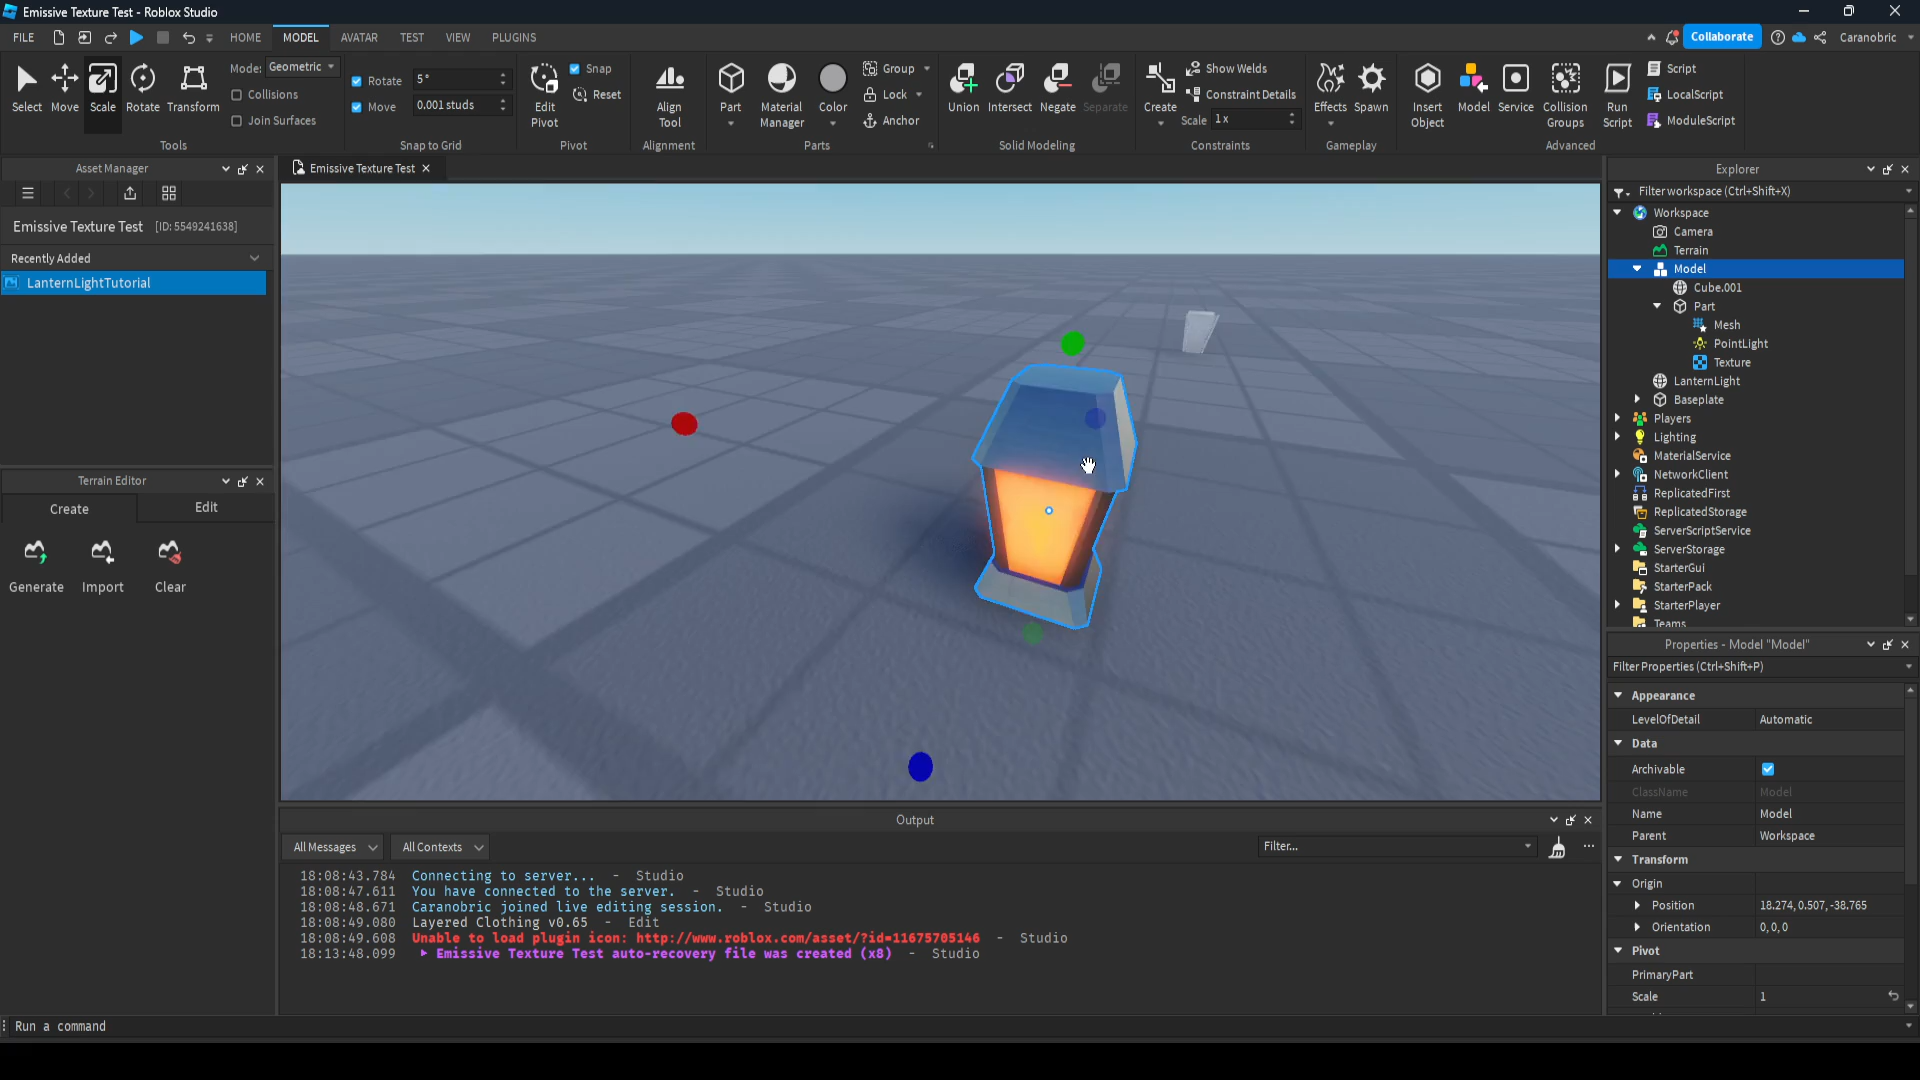 Emissive Texture Test - Roblox Studio
FILE HOME MODEL AVATAR TEST VIEW PLUGINS Collaborate Caranobric
Select Move Scale Rotate Transform
Mode: Geometric
Collisions
Join Surfaces
Tools
Rotate 5°
Move 0.001 studs
Snap to Grid
Edit Pivot
Snap
Reset
Pivot
Align Tool
Alignment
Part
Material Manager
Color
Group
Lock
Anchor
Parts
Union Intersect Negate Separate
Solid Modeling
Create
Show Welds
Constraint Details
Scale 1x
Constraints
Effects Spawn
Gameplay
Insert Object
Model
Service
Collision Groups
Run Script
Script
LocalScript
ModuleScript
Advanced
Asset Manager
Emissive Texture Test [ID: 5549241638]
Recently Added
LanternLightTutorial
Terrain Editor
Create Edit
Generate Import Clear
Emissive Texture Test
Explorer
Filter workspace (Ctrl+Shift+X)
Workspace
Camera
Terrain
Model
Cube.001
Part
Mesh
PointLight
Texture
LanternLight
Baseplate
Players
Lighting
MaterialService
NetworkClient
ReplicatedFirst
ReplicatedStorage
ServerScriptService
ServerStorage
StarterGui
StarterPack
StarterPlayer
Teams
Properties - Model "Model"
Filter Properties (Ctrl+Shift+P)
Appearance
LevelOfDetail Automatic
Data
Archivable
ClassName Model
Name Model
Parent Workspace
Transform
Origin
Position 18.274, 0.507, -38.765
Orientation 0, 0, 0
Pivot
PrimaryPart
Scale 1
Output
All Messages All Contexts Filter...
18:08:43.784 Connecting to server... - Studio
18:08:47.611 You have connected to the server. - Studio
18:08:48.671 Caranobric joined live editing session. - Studio
18:08:49.080 Layered Clothing v0.65 - Edit
18:08:49.608 Unable to load plugin icon: http://www.roblox.com/asset/?id=11675705146 - Studio
18:13:48.099 Emissive Texture Test auto-recovery file was created (x8) - Studio
Run a command